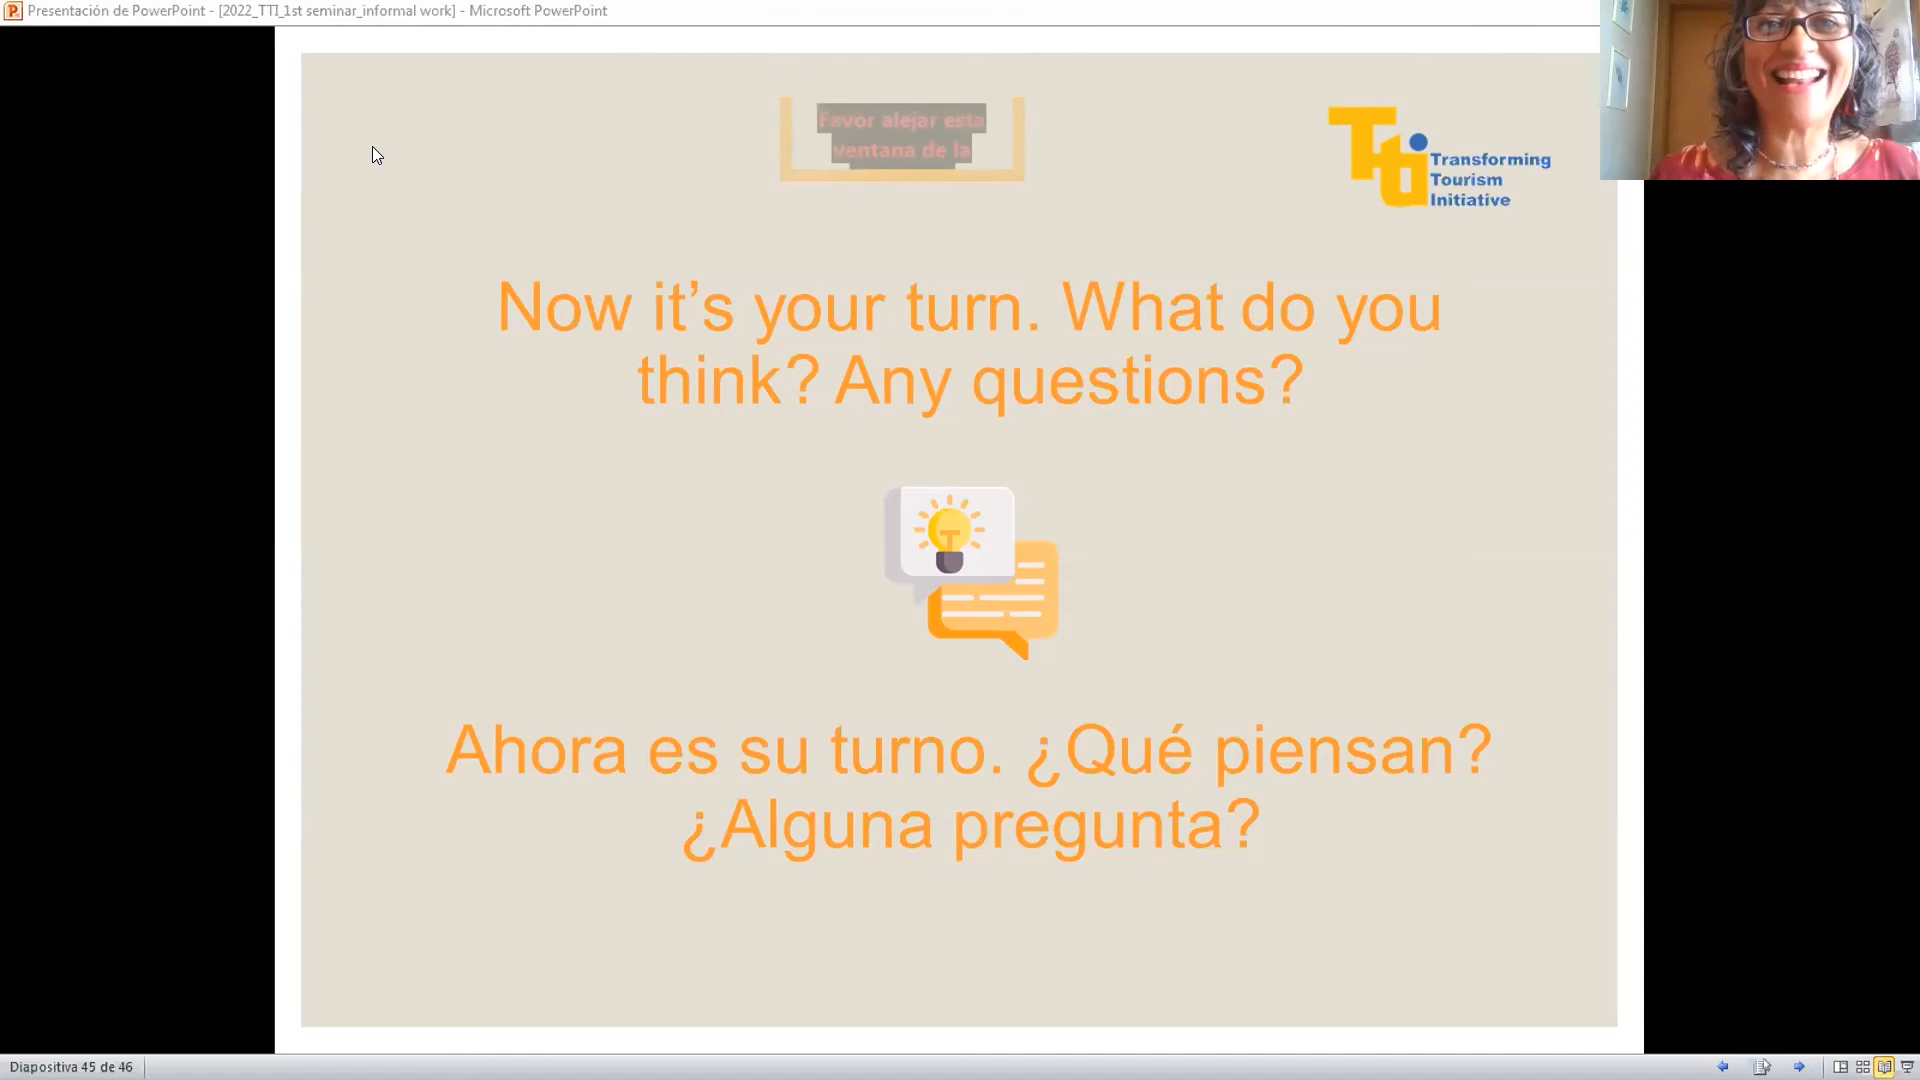 Presentación de PowerPoint - [2022_TTI_1st seminar_informal work] - Microsoft PowerPoint
Favor alejar esta
ventana de la
Tti
Transforming
Tourism
Initiative
Now it’s your turn. What do you
think? Any questions?
Ahora es su turno. ¿Qué piensan?
¿Alguna pregunta?
Diapositiva 45 de 46